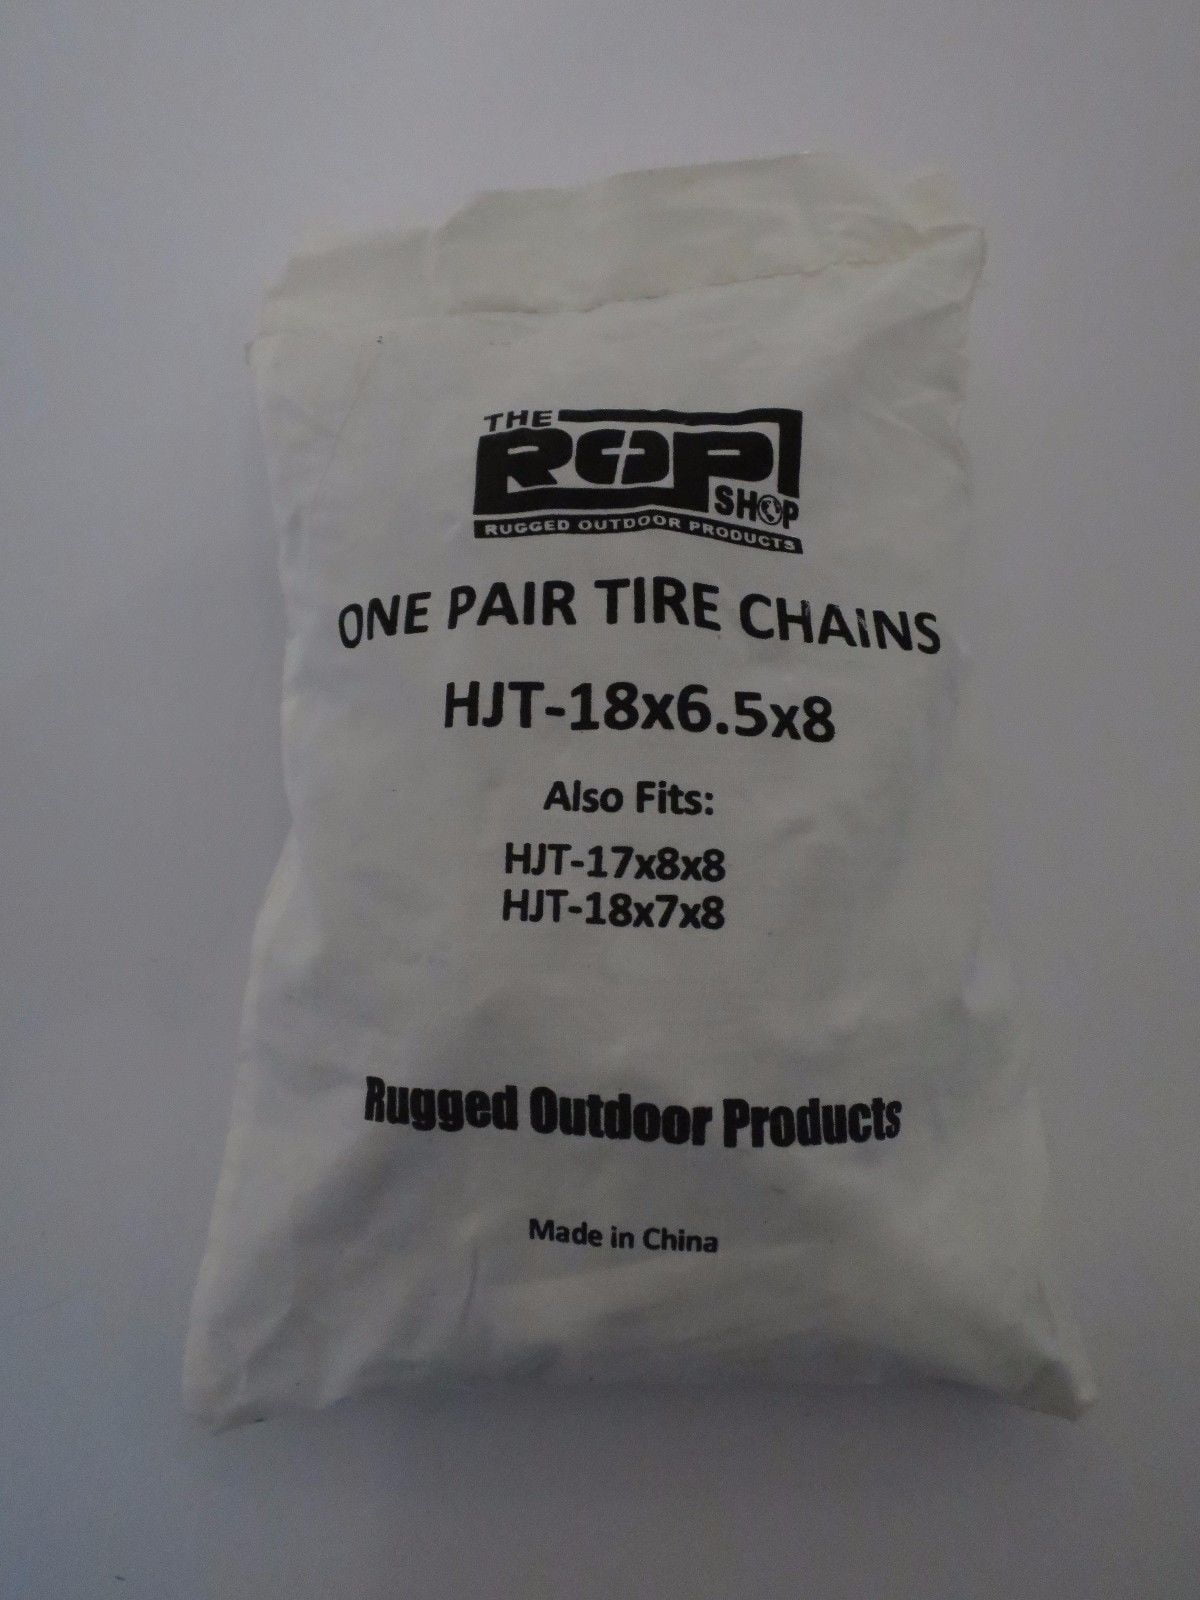 THE
ROP
SHOP
RUGGED OUTDOOR PRODUCTS
ONE PAIR TIRE CHAINS
HJT-18x6.5x8
Also Fits:
HJT-17x8x8
HJT-18x7x8
Rugged Outdoor Products
Made in China